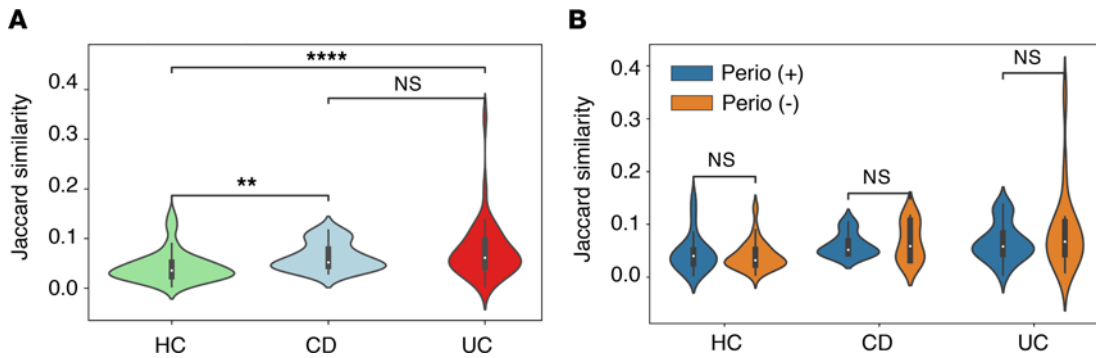 A
Jaccard similarity
0.4
0.3
0.2
0.1
0.0
****
NS
**
HC CD UC
B
Jaccard similarity
0.4
0.3
0.2
0.1
0.0
Perio (+)
Perio (-)
NS
NS
NS
HC CD UC